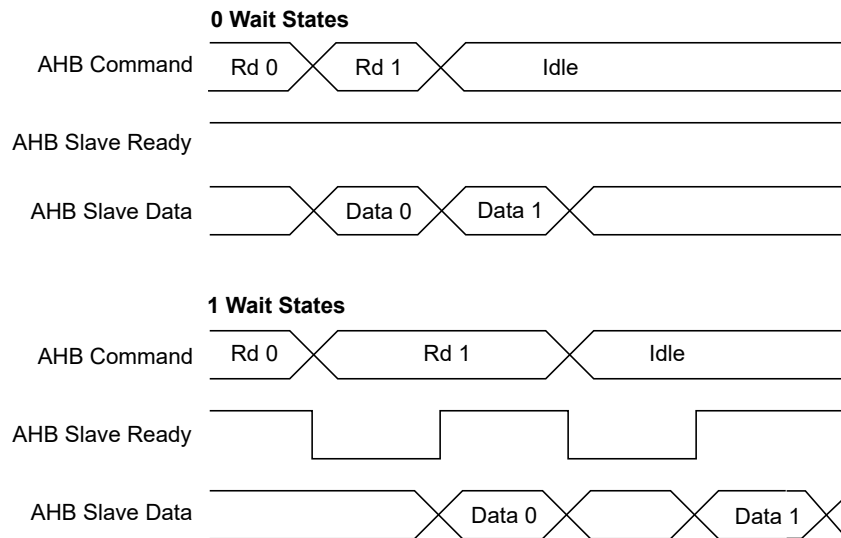 0 Wait States
AHB Command Rd 0 Rd 1 Idle
AHB Slave Ready
AHB Slave Data Data 0 Data 1
1 Wait States
AHB Command Rd 0 Rd 1 Idle
AHB Slave Ready
AHB Slave Data Data 0 Data 1